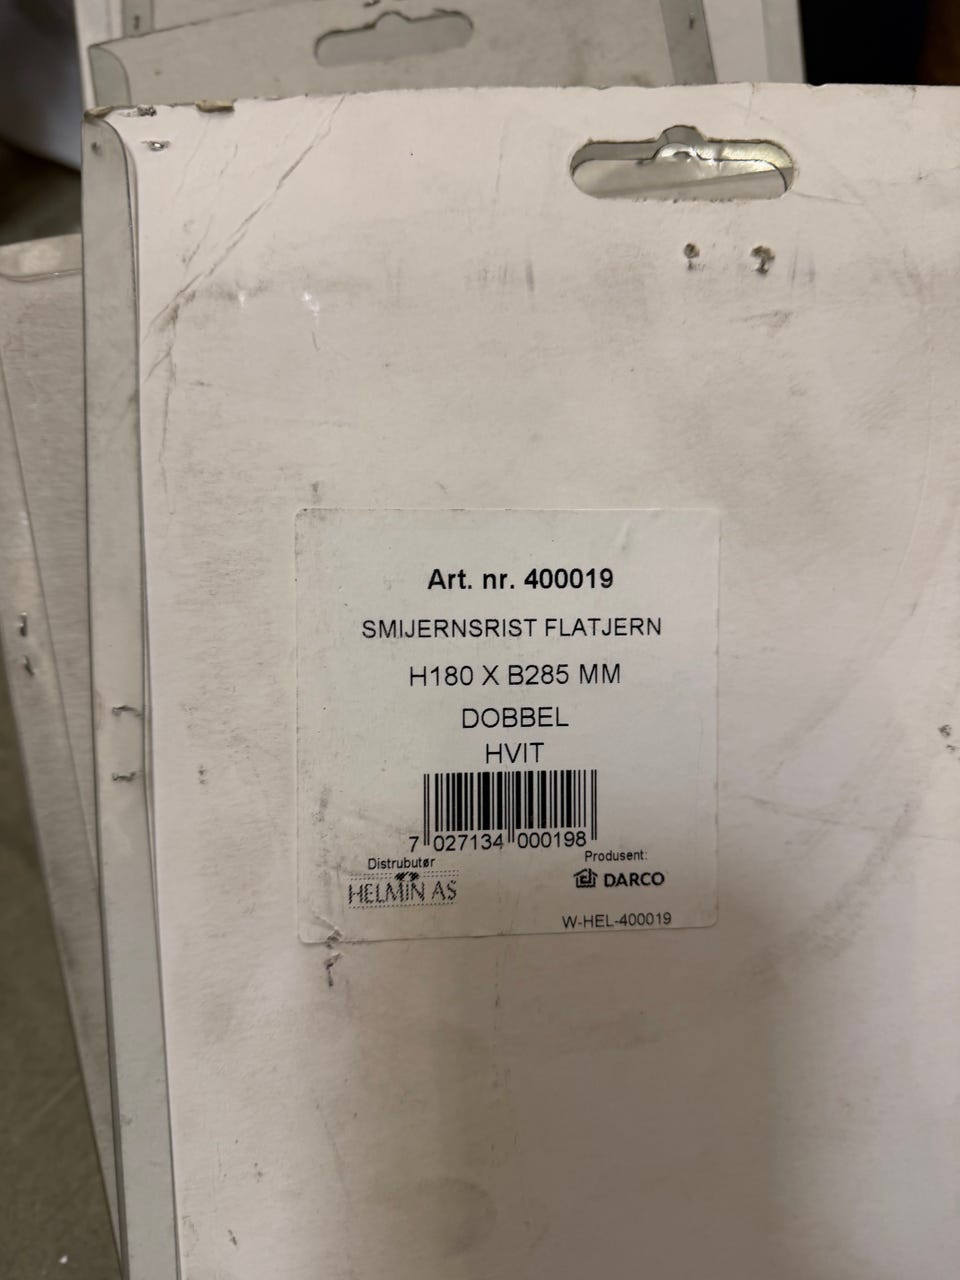 Art. nr. 400019
SMIJERNSRIST FLATJERN
H180 X B285 MM
DOBBEL
HVIT
7 027134 000198
Distrubutør Produsent:
HELMIN AS DARCO
W-HEL-400019